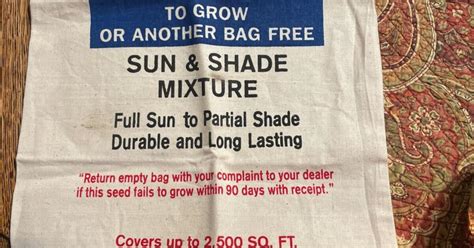 TO GROW
OR ANOTHER BAG FREE
SUN & SHADE
MIXTURE
Full Sun to Partial Shade
Durable and Long Lasting
“Return empty bag with your complaint to your dealer
if this seed fails to grow within 90 days with receipt.”
Covers up to 2,500 SQ. FT.